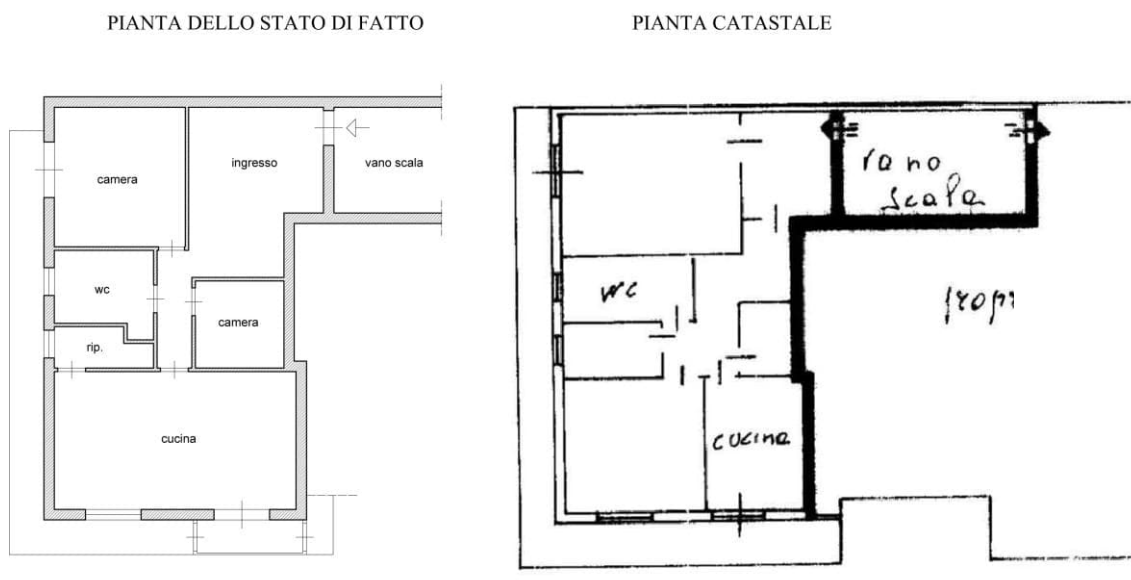 PIANTA DELLO STATO DI FATTO
PIANTA CATASTALE
camera
ingresso
vano scala
wc
camera
rip.
cucina
vano
scala
wc
cucina